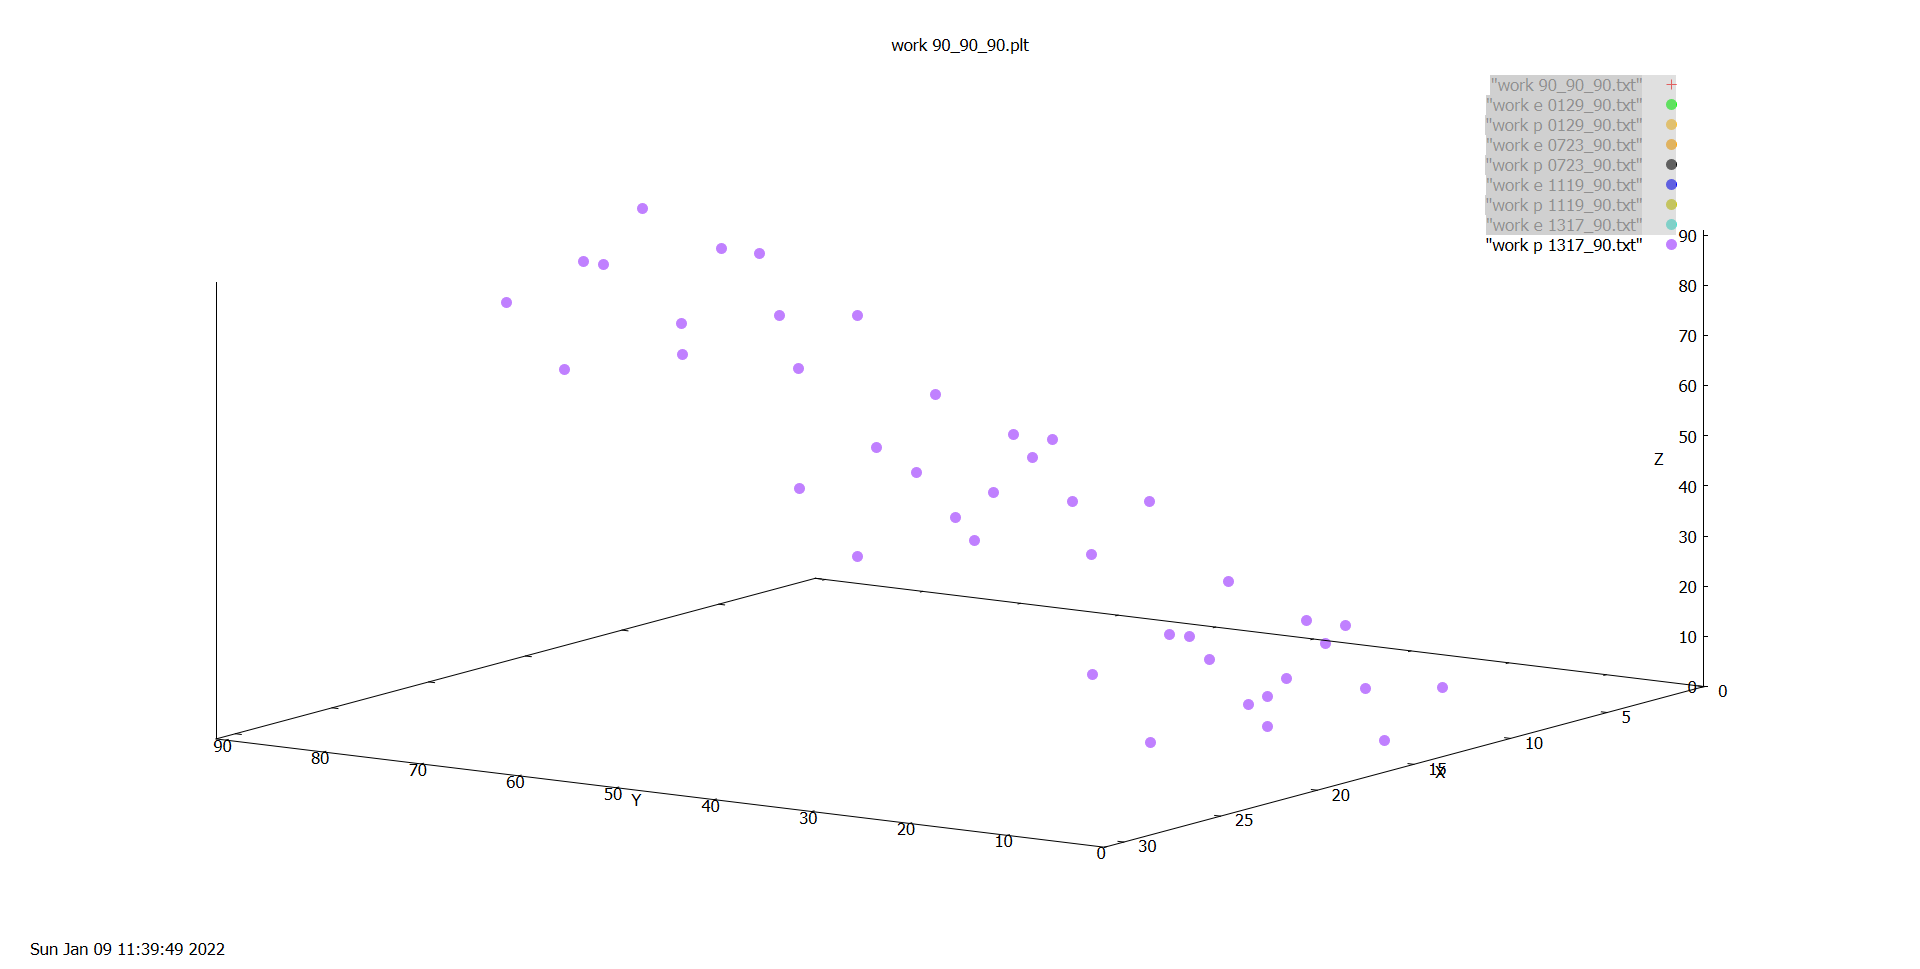 work 90_90_90.plt
"work 90_90_90.txt"
"work e 0129_90.txt"
"work p 0129_90.txt"
"work e 0723_90.txt"
"work p 0723_90.txt"
"work e 1119_90.txt"
"work p 1119_90.txt"
"work e 1317_90.txt"
"work p 1317_90.txt"
90
80
70
60
50
Z
40
30
20
10
0
0
5
10
15
X
20
25
30
90
80
70
60
50
Y
40
30
20
10
0
Sun Jan 09 11:39:49 2022